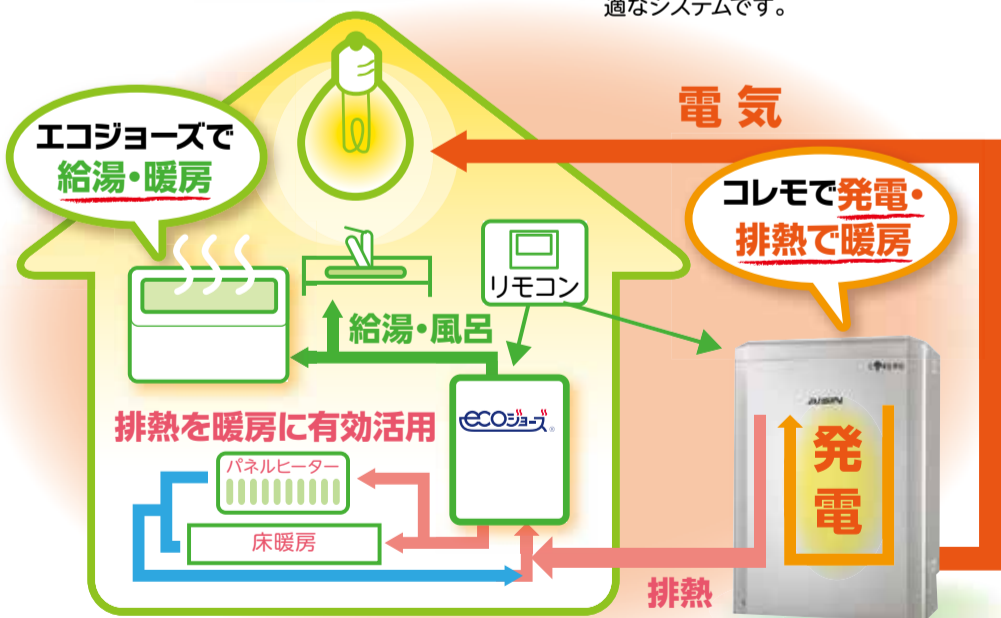 適なシステムです。
電気
エコジョーズで
給湯・暖房
コレモで発電・
排熱で暖房
リモコン
給湯・風呂
ecoジョーズ®
AISIN
排熱を暖房に有効活用
発電
パネルヒーター
床暖房
排熱